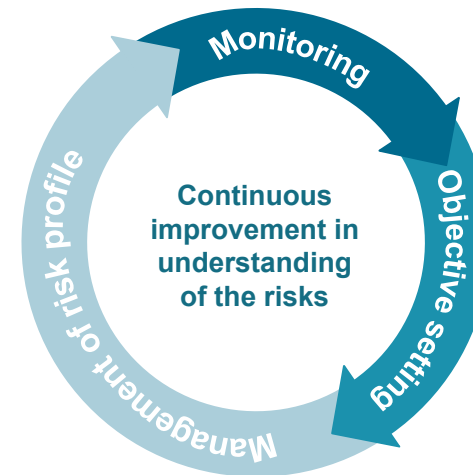 Monitoring
Objective setting
Management of risk profile
Continuous
improvement in
understanding
of the risks